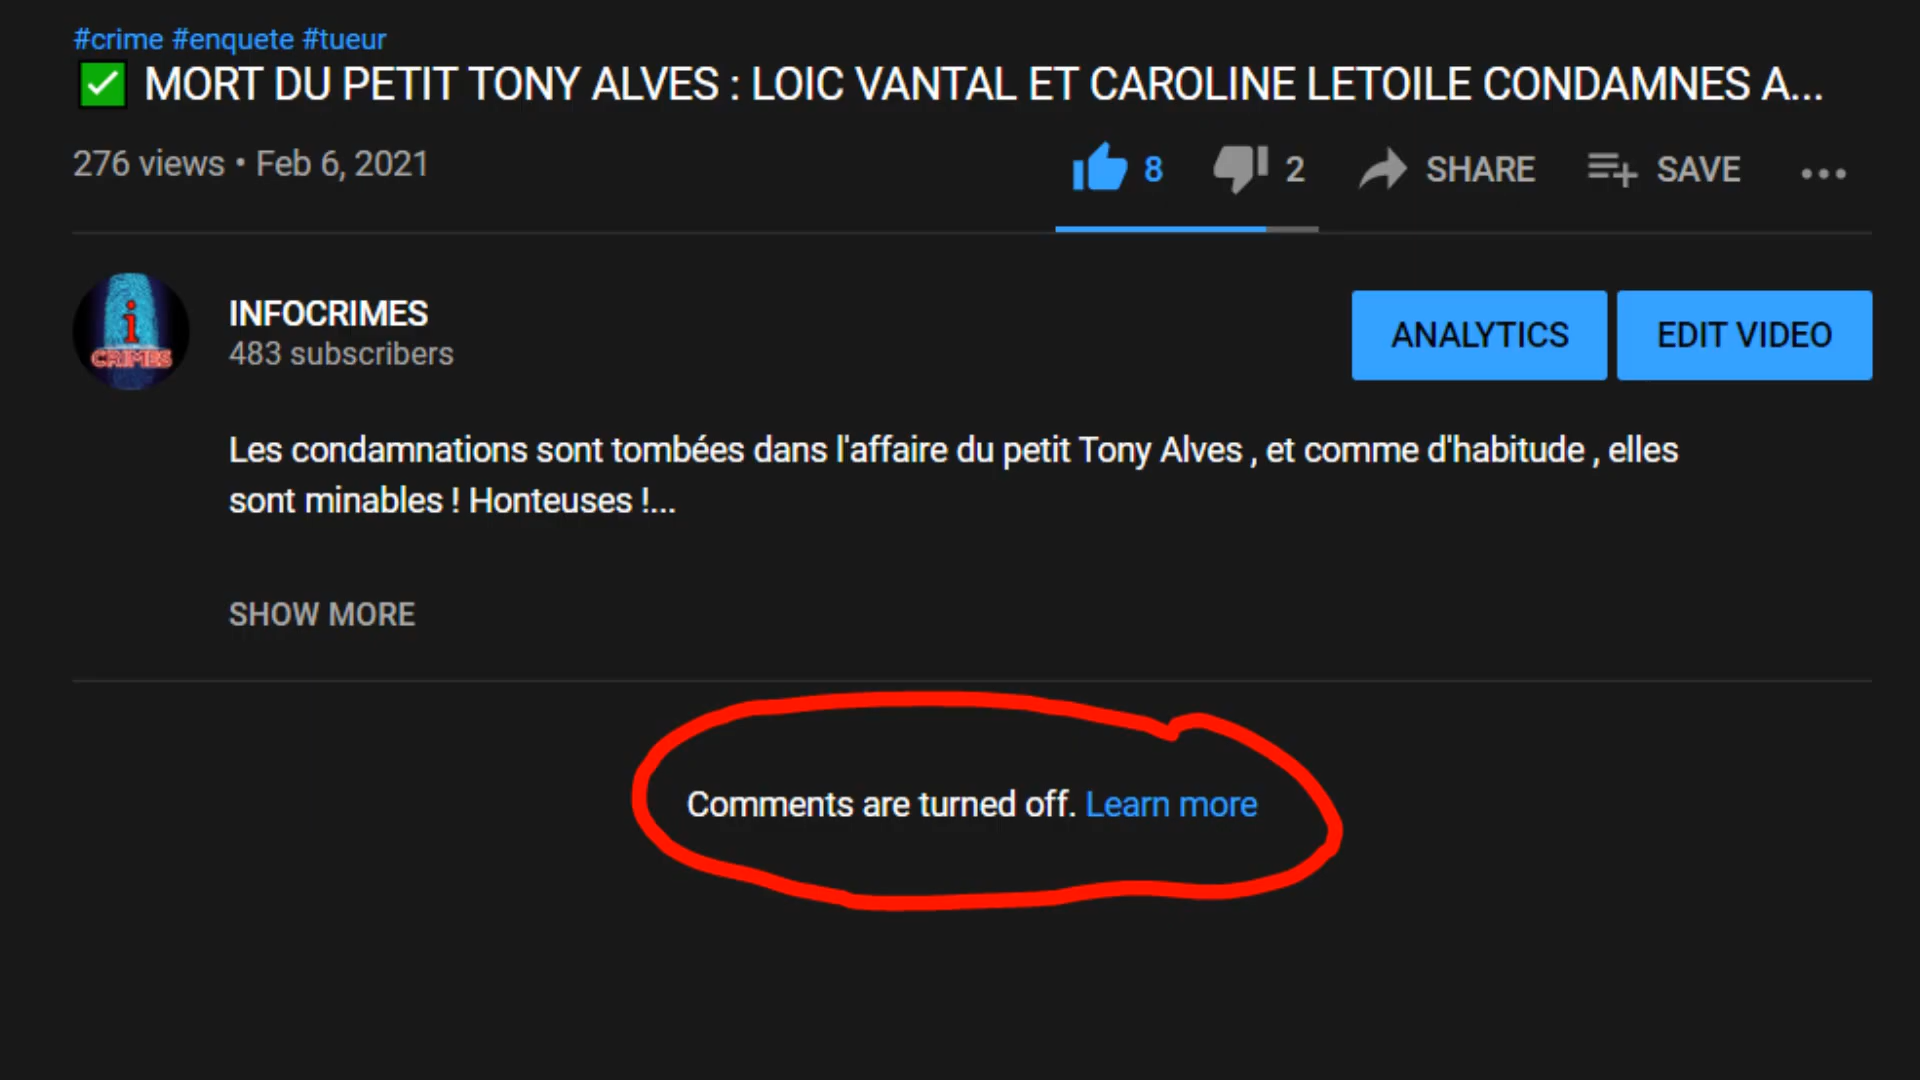 #crime #enquete #tueur
✅ MORT DU PETIT TONY ALVES : LOIC VANTAL ET CAROLINE LETOILE CONDAMNES A...
276 views • Feb 6, 2021
8 2 SHARE SAVE ...
i
CRIMES
INFOCRIMES
483 subscribers
ANALYTICS EDIT VIDEO
Les condamnations sont tombées dans l'affaire du petit Tony Alves , et comme d'habitude , elles
sont minables ! Honteuses !...
SHOW MORE
Comments are turned off. Learn more